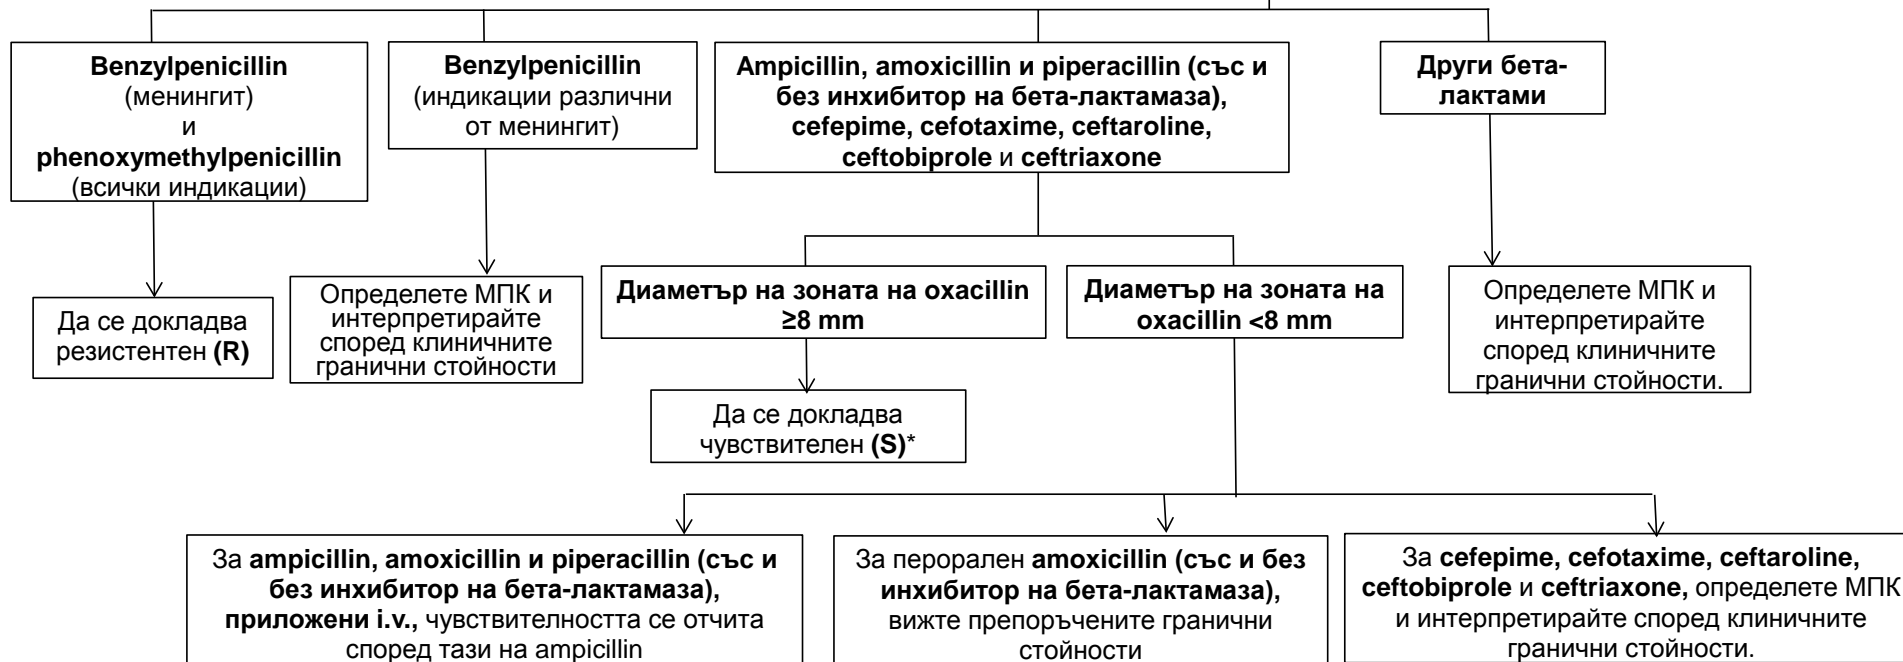 Benzylpenicillin
(менингит)
и
phenoxymethylpenicillin
(всички индикации)
Benzylpenicillin
(индикации различни
от менингит)
Ampicillin, amoxicillin и piperacillin (със и
без инхибитор на бета-лактамаза),
cefepime, cefotaxime, ceftaroline,
ceftobiprole и ceftriaxone
Други бета-
лактами
Да се докладва
резистентен (R)
Определете МПК и
интерпретирайте
според клиничните
гранични стойности
Диаметър на зоната на oxacillin
≥8 mm
Диаметър на зоната на
oxacillin <8 mm
Определете МПК и
интерпретирайте
според клиничните
гранични стойности.
Да се докладва
чувствителен (S)*
За ampicillin, amoxicillin и piperacillin (със и
без инхибитор на бета-лактамаза),
приложени i.v., чувствителността се отчита
според тази на ampicillin
За перорален amoxicillin (със и без
инхибитор на бета-лактамаза),
вижте препоръчените гранични
стойности
За cefepime, cefotaxime, ceftaroline,
ceftobiprole и ceftriaxone, определете МПК
и интерпретирайте според клиничните
гранични стойности.